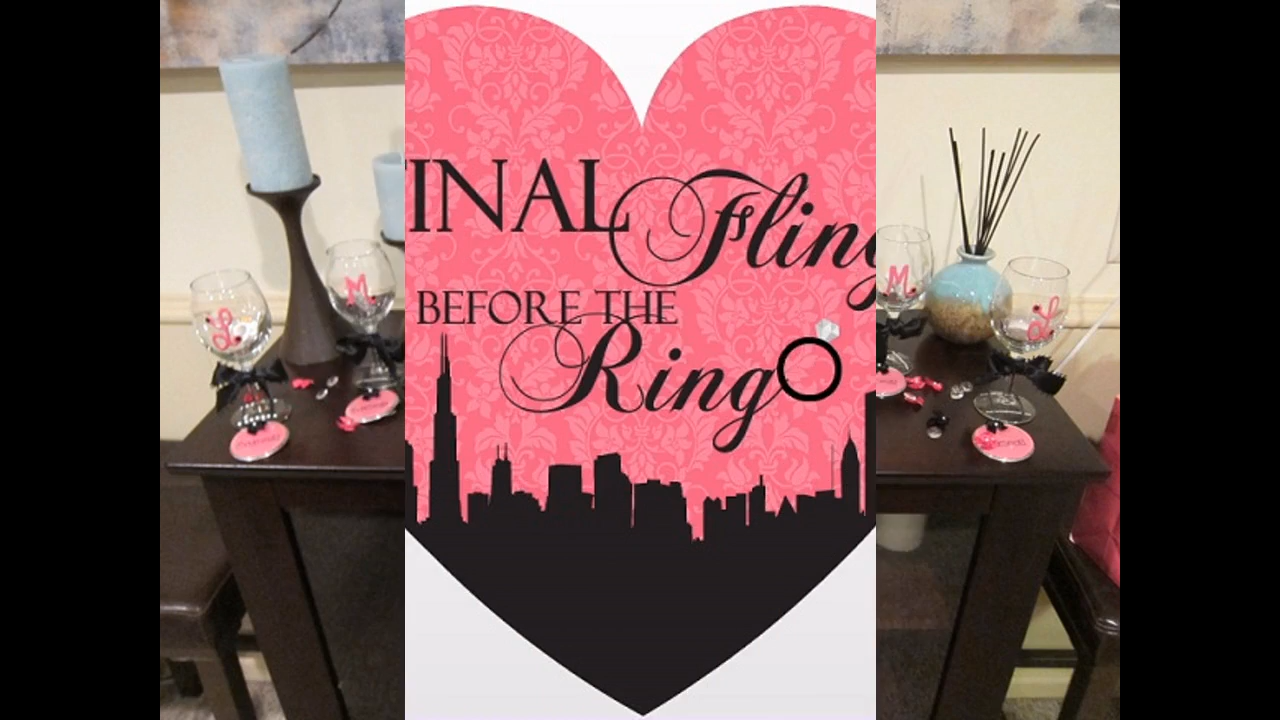 INAL Fling
BEFORE THE
Ring
L M. M. L